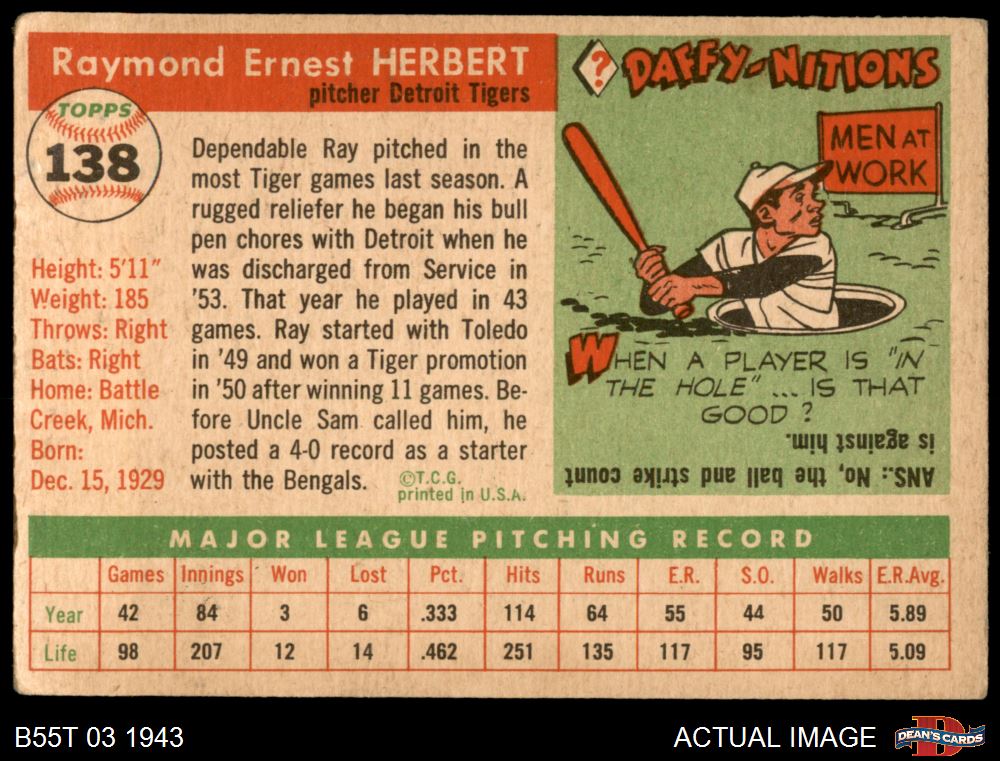 Raymond Ernest HERBERT
pitcher Detroit Tigers
TOPPS
138
Height: 5'11"
Weight: 185
Throws: Right
Bats: Right
Home: Battle
Creek, Mich.
Born:
Dec. 15, 1929
Dependable Ray pitched in the
most Tiger games last season. A
rugged reliefer he began his bull
pen chores with Detroit when he
was discharged from Service in
'53. That year he played in 43
games. Ray started with Toledo
in '49 and won a Tiger promotion
in '50 after winning 11 games. Be-
fore Uncle Sam called him, he
posted a 4-0 record as a starter
with the Bengals.
©T.C.G.
printed in U.S.A.
? DAFFY-NITIONS
MEN AT
WORK
WHEN A PLAYER IS "IN
THE HOLE" ... IS THAT
GOOD ?
ANS.: No, the ball and strike count
is against him.
MAJOR LEAGUE PITCHING RECORD
Games Innings Won Lost Pct. Hits Runs E.R. S.O. Walks E.R.Avg.
Year 42 84 3 6 .333 114 64 55 44 50 5.89
Life 98 207 12 14 .462 251 135 117 95 117 5.09
B55T 03 1943
ACTUAL IMAGE
D
DEAN'S CARDS